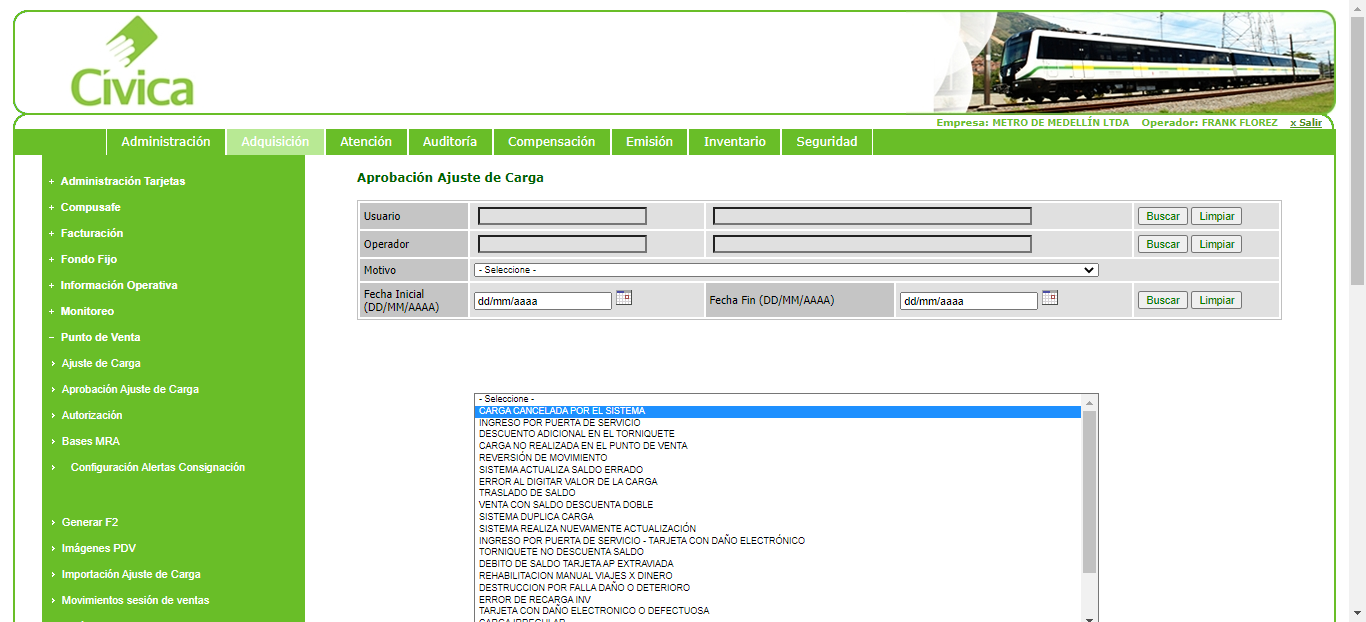 Cívica
Empresa: METRO DE MEDELLÍN LTDA Operador: FRANK FLOREZ x Salir
Administración Adquisición Atención Auditoría Compensación Emisión Inventario Seguridad
+ Administración Tarjetas
+ Compusafe
+ Facturación
+ Fondo Fijo
+ Información Operativa
+ Monitoreo
– Punto de Venta
› Ajuste de Carga
› Aprobación Ajuste de Carga
› Autorización
› Bases MRA
› Configuración Alertas Consignación
› Generar F2
› Imágenes PDV
› Importación Ajuste de Carga
› Movimientos sesión de ventas
Aprobación Ajuste de Carga
Usuario Buscar Limpiar
Operador Buscar Limpiar
Motivo - Seleccione -
Fecha Inicial
(DD/MM/AAAA) dd/mm/aaaa Fecha Fin (DD/MM/AAAA) dd/mm/aaaa Buscar Limpiar
- Seleccione -
CARGA CANCELADA POR EL SISTEMA
INGRESO POR PUERTA DE SERVICIO
DESCUENTO ADICIONAL EN EL TORNIQUETE
CARGA NO REALIZADA EN EL PUNTO DE VENTA
REVERSIÓN DE MOVIMIENTO
SISTEMA ACTUALIZA SALDO ERRADO
ERROR AL DIGITAR VALOR DE LA CARGA
TRASLADO DE SALDO
VENTA CON SALDO DESCUENTA DOBLE
SISTEMA DUPLICA CARGA
SISTEMA REALIZA NUEVAMENTE ACTUALIZACIÓN
INGRESO POR PUERTA DE SERVICIO - TARJETA CON DAÑO ELECTRÓNICO
TORNIQUETE NO DESCUENTA SALDO
DEBITO DE SALDO TARJETA AP EXTRAVIADA
REHABILITACION MANUAL VIAJES X DINERO
DESTRUCCION POR FALLA DAÑO O DETERIORO
ERROR DE RECARGA INV
TARJETA CON DAÑO ELECTRONICO O DEFECTUOSA
CARGA IRREGULAR